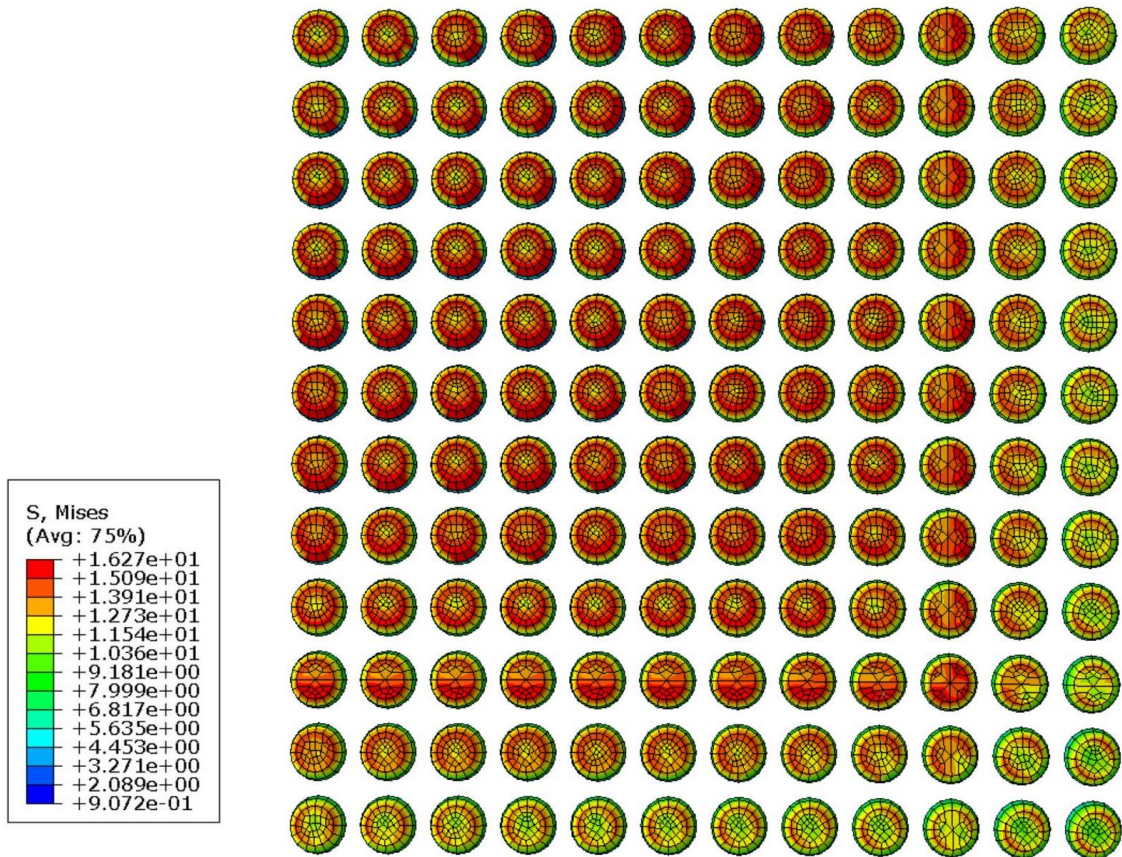 S, Mises
(Avg: 75%)
+1.627e+01
+1.509e+01
+1.391e+01
+1.273e+01
+1.154e+01
+1.036e+01
+9.181e+00
+7.999e+00
+6.817e+00
+5.635e+00
+4.453e+00
+3.271e+00
+2.089e+00
+9.072e-01